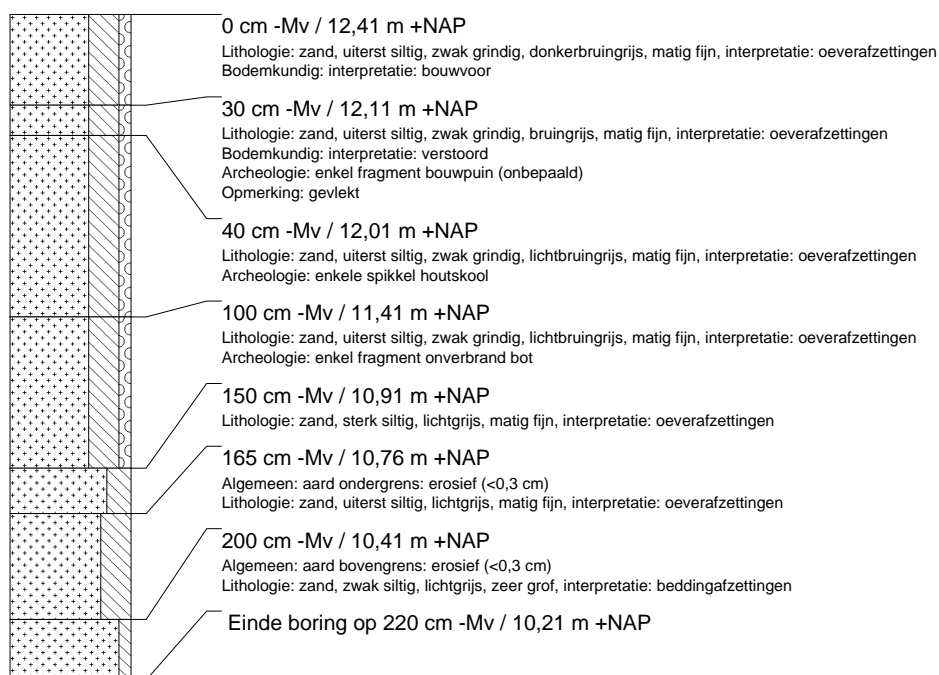 0 cm -Mv / 12,41 m +NAP
Lithologie: zand, uiterst siltig, zwak grindig, donkerbruingrijs, matig fijn, interpretatie: oeverafzettingen
Bodemkundig: interpretatie: bouwvoor
30 cm -Mv / 12,11 m +NAP
Lithologie: zand, uiterst siltig, zwak grindig, bruingrijs, matig fijn, interpretatie: oeverafzettingen
Bodemkundig: interpretatie: verstoord
Archeologie: enkel fragment bouwpuin (onbepaald)
Opmerking: gevlekt
40 cm -Mv / 12,01 m +NAP
Lithologie: zand, uiterst siltig, zwak grindig, lichtbruingrijs, matig fijn, interpretatie: oeverafzettingen
Archeologie: enkele spikkel houtskool
100 cm -Mv / 11,41 m +NAP
Lithologie: zand, uiterst siltig, zwak grindig, lichtbruingrijs, matig fijn, interpretatie: oeverafzettingen
Archeologie: enkel fragment onverbrand bot
150 cm -Mv / 10,91 m +NAP
Lithologie: zand, sterk siltig, lichtgrijs, matig fijn, interpretatie: oeverafzettingen
165 cm -Mv / 10,76 m +NAP
Algemeen: aard ondergrens: erosief (<0,3 cm)
Lithologie: zand, uiterst siltig, lichtgrijs, matig fijn, interpretatie: oeverafzettingen
200 cm -Mv / 10,41 m +NAP
Algemeen: aard bovengrens: erosief (<0,3 cm)
Lithologie: zand, zwak siltig, lichtgrijs, zeer grof, interpretatie: beddingafzettingen
Einde boring op 220 cm -Mv / 10,21 m +NAP